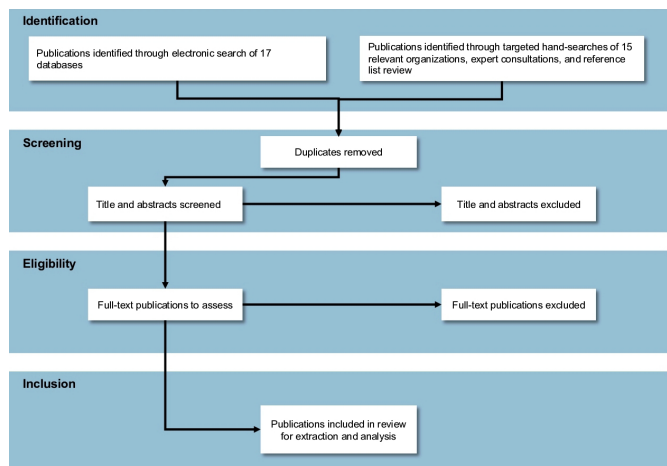 Identification
Publications identified through electronic search of 17
databases
Publications identified through targeted hand-searches of 15
relevant organizations, expert consultations, and reference
list review
Screening
Duplicates removed
Title and abstracts screened
Title and abstracts excluded
Eligibility
Full-text publications to assess
Full-text publications excluded
Inclusion
Publications included in review
for extraction and analysis